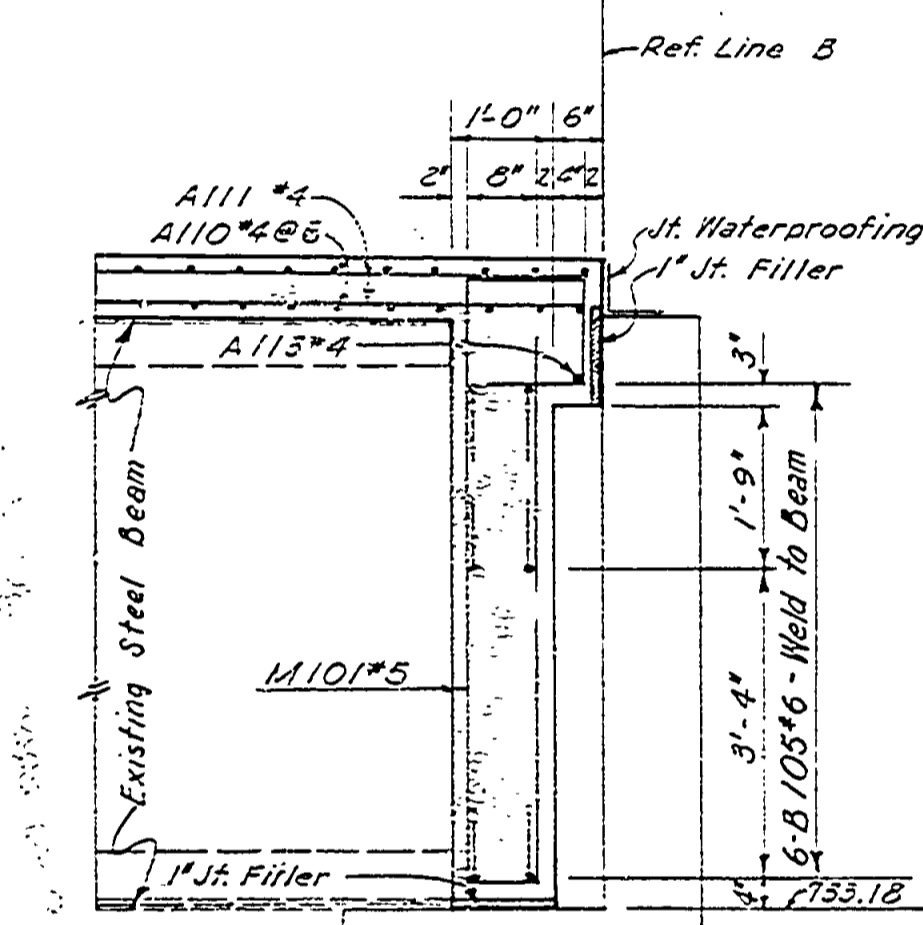 Ref. Line B
1'-0" 6"
2" 8" 2 4" 2
A111 #4
A110 #4@6
Jt. Waterproofing
1" Jt. Filler
A113#4
3"
1'-9"
Existing Steel Beam
6-B105#6-Weld to Beam
M101#5
3'-4"
1" Jt. Filler
4"
733.18